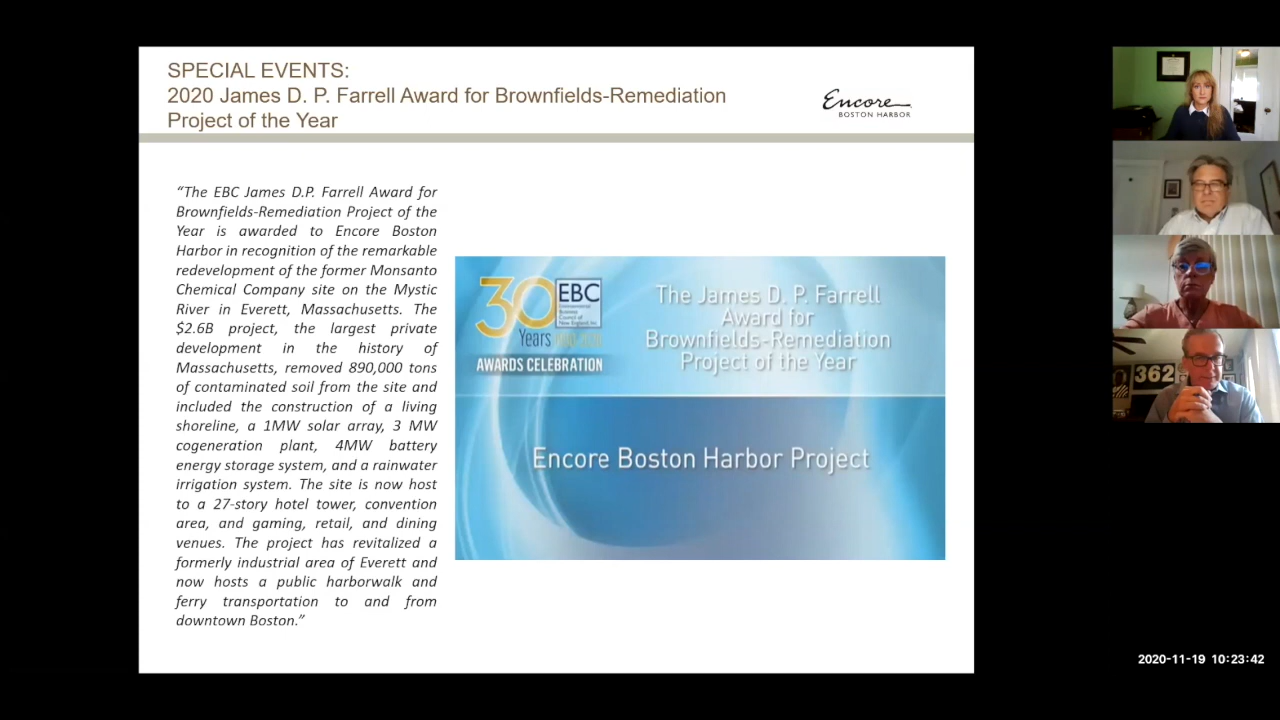 SPECIAL EVENTS:
2020 James D. P. Farrell Award for Brownfields-Remediation
Project of the Year
Encore
BOSTON HARBOR
“The EBC James D.P. Farrell Award for
Brownfields-Remediation Project of the
Year is awarded to Encore Boston
Harbor in recognition of the remarkable
redevelopment of the former Monsanto
Chemical Company site on the Mystic
River in Everett, Massachusetts. The
$2.6B project, the largest private
development in the history of
Massachusetts, removed 890,000 tons
of contaminated soil from the site and
included the construction of a living
shoreline, a 1MW solar array, 3 MW
cogeneration plant, 4MW battery
energy storage system, and a rainwater
irrigation system. The site is now host
to a 27-story hotel tower, convention
area, and gaming, retail, and dining
venues. The project has revitalized a
formerly industrial area of Everett and
now hosts a public harborwalk and
ferry transportation to and from
downtown Boston.”
30
EBC
Years
AWARDS CELEBRATION
The James D. P. Farrell
Award for
Brownfields-Remediation
Project of the Year
Encore Boston Harbor Project
362
2020-11-19 10:23:42